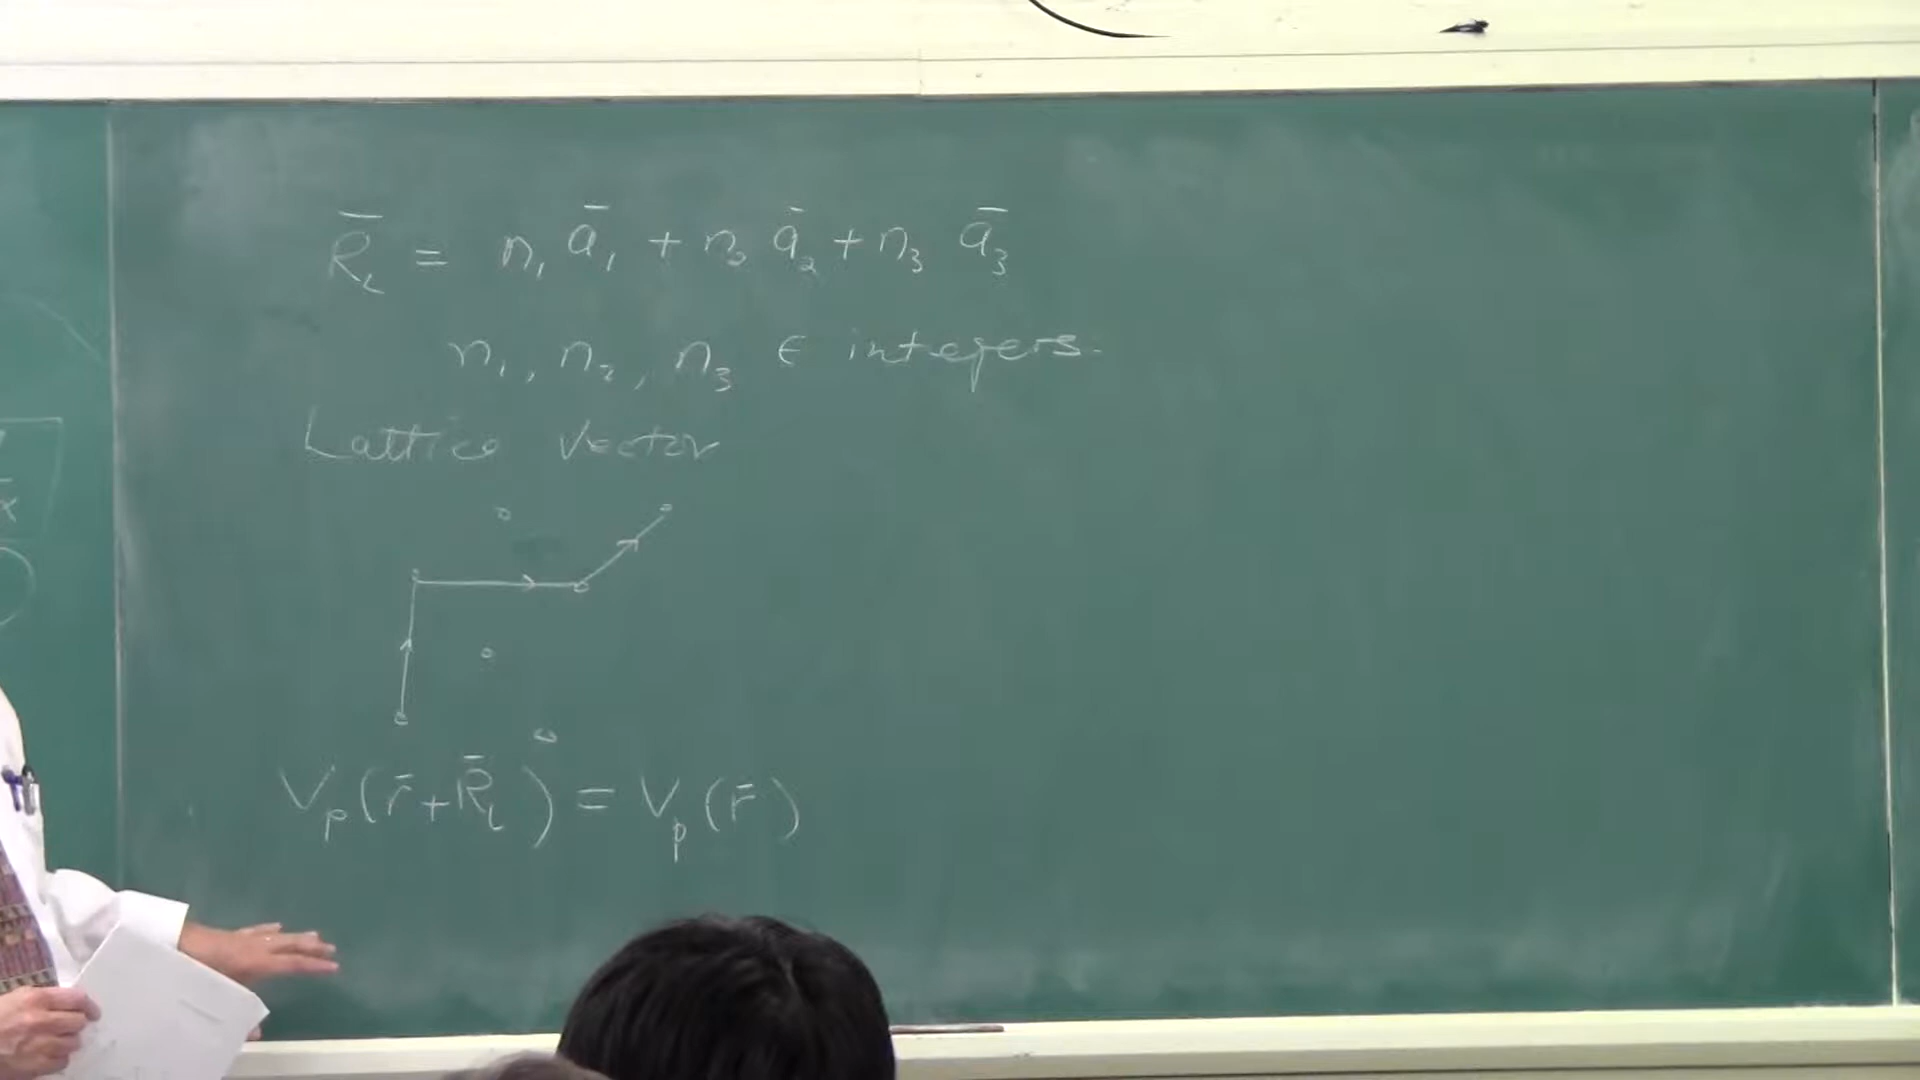 R̄_L = n₁ ā₁ + n₂ ā₂ + n₃ ā₃
n₁, n₂, n₃ ∈ integers.
Lattice Vector
V_p(r̄+R̄_L) = V_p(r̄)